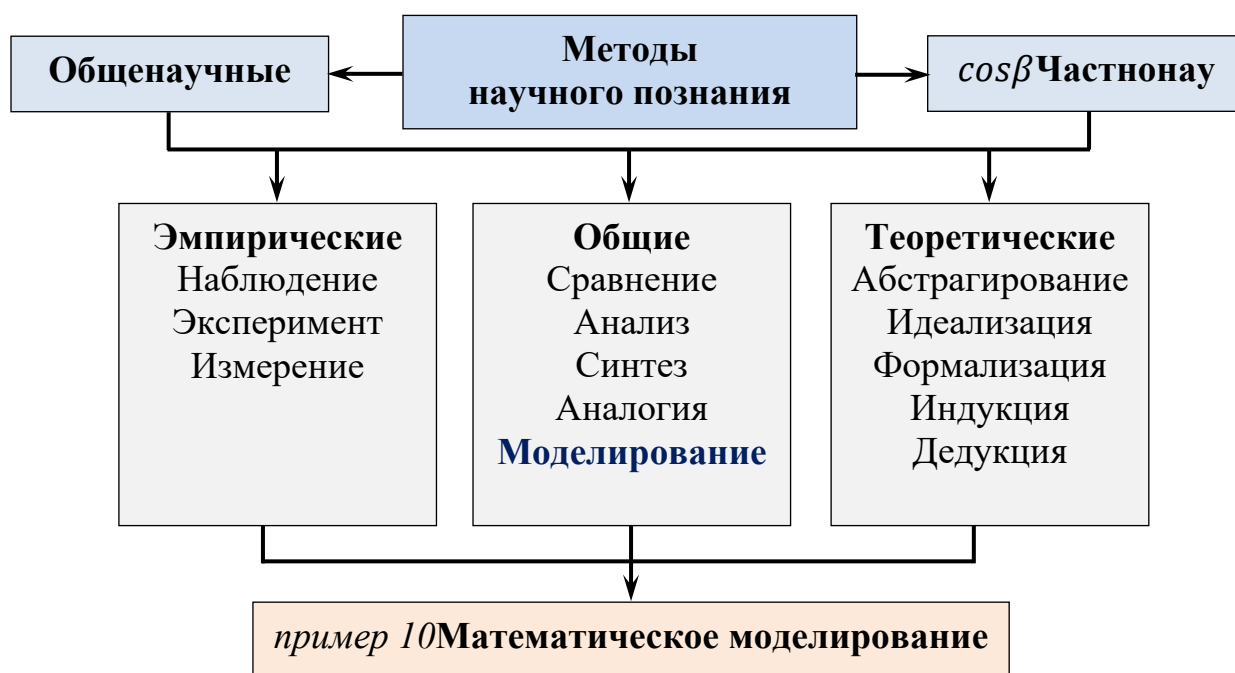 Методы
научного познания
Общенаучные
cosβЧастнонау
Эмпирические
Наблюдение
Эксперимент
Измерение
Общие
Сравнение
Анализ
Синтез
Аналогия
Моделирование
Теоретические
Абстрагирование
Идеализация
Формализация
Индукция
Дедукция
пример 10Математическое моделирование